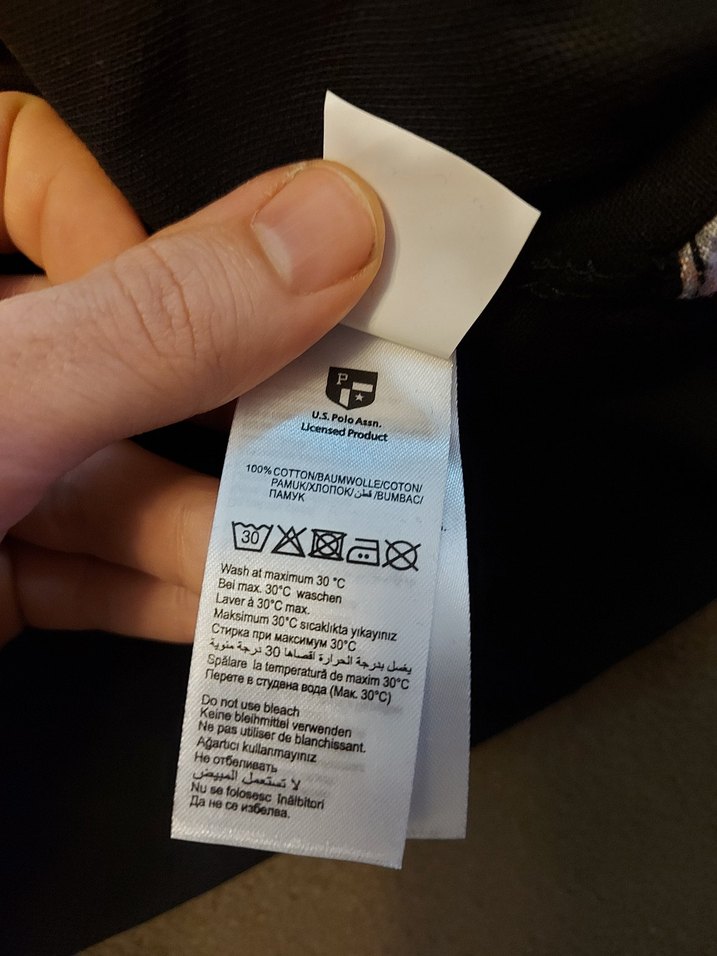 P
U.S. Polo Assn.
Licensed Product
100% COTTON/BAUMWOLLE/COTON/
PAMUK/ХЛОПОК/قطن/BUMBAC/
ПАМУК
30
Wash at maximum 30 °C
Bei max. 30°C waschen
Laver à 30°C max.
Maksimum 30°C sıcaklıkta yıkayınız
Стирка при максимум 30°C
يغسل بدرجة الحرارة اقصاها 30 درجة مئوية
Spălare la temperatură de maxim 30°C
Перете в студена вода (Мак. 30°C)
Do not use bleach
Keine bleihmittel verwenden
Ne pas utiliser de blanchissant.
Ağartıcı kullanmayınız
Не отбеливать
لا تستعمل المبيض
Nu se folosesc înălbitori
Да не се избелва.